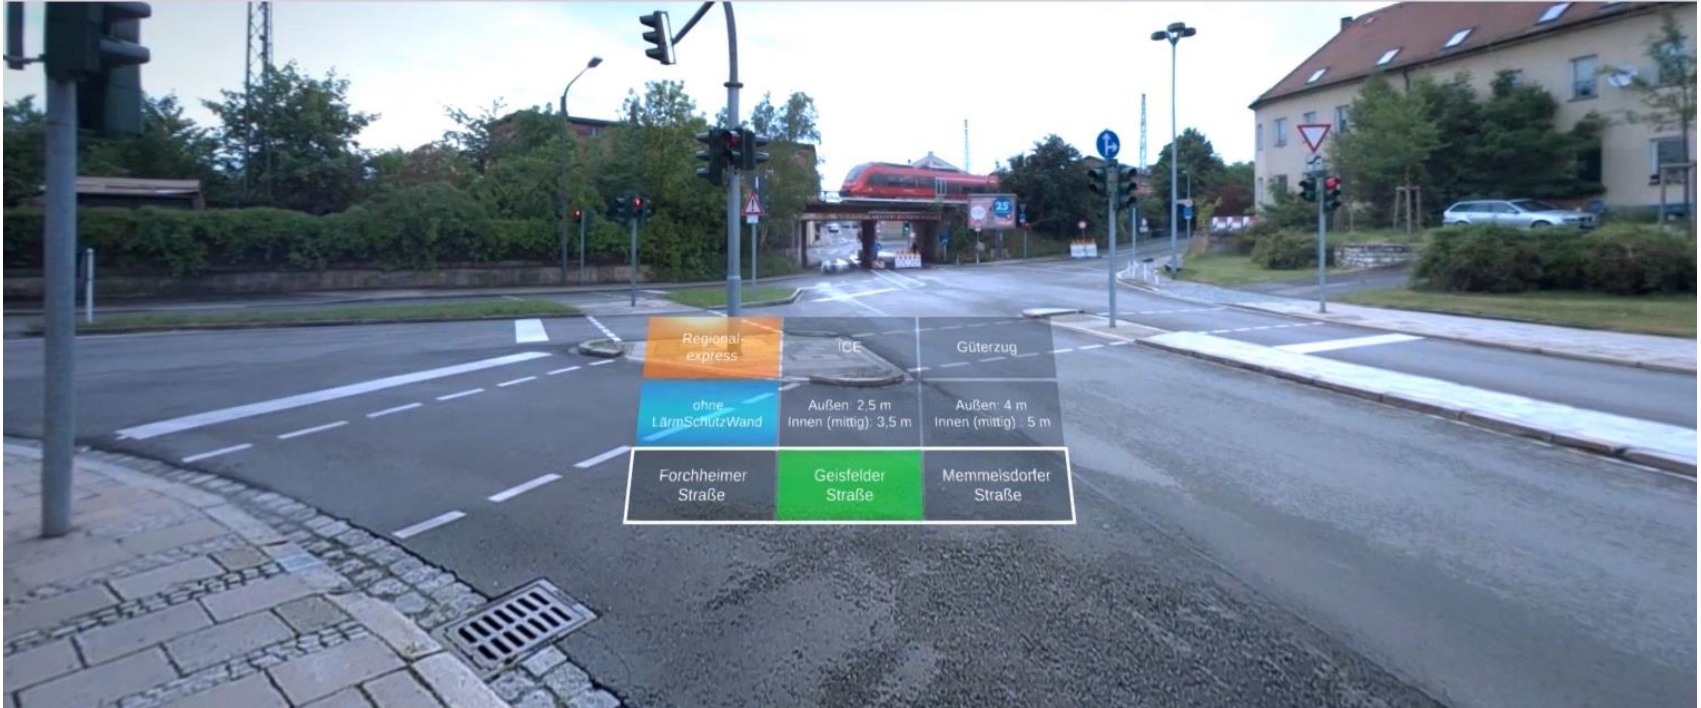 25
Regional-
express
ICE
Güterzug
ohne
LärmSchutzWand
Außen: 2,5 m
Innen (mittig): 3,5 m
Außen: 4 m
Innen (mittig) : 5 m
Forchheimer
Straße
Geisfelder
Straße
Memmelsdorfer
Straße